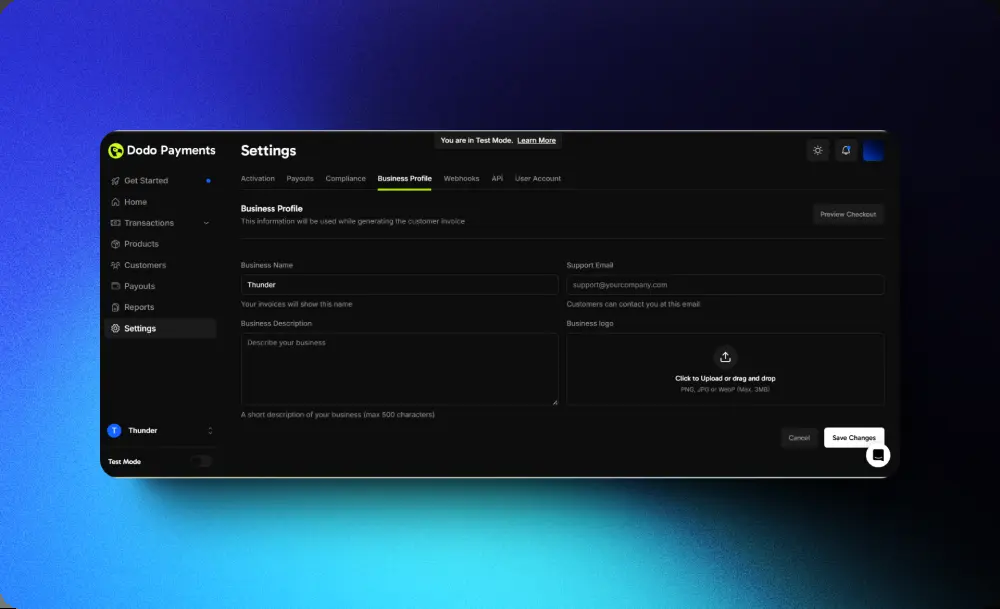 You are in Test Mode. Learn More
Dodo Payments
Get Started
Home
Transactions
Products
Customers
Payouts
Reports
Settings
T Thunder
Test Mode
Settings
Activation Payouts Compliance Business Profile Webhooks API User Account
Business Profile
This information will be used while generating the customer invoice
Preview Checkout
Business Name
Thunder
Your invoices will show this name
Support Email
support@yourcompany.com
Customers can contact you at this email
Business Description
Describe your business
A short description of your business (max 500 characters)
Business logo
Click to Upload or drag and drop
PNG, JPG or WebP (Max, 3MB)
Cancel
Save Changes